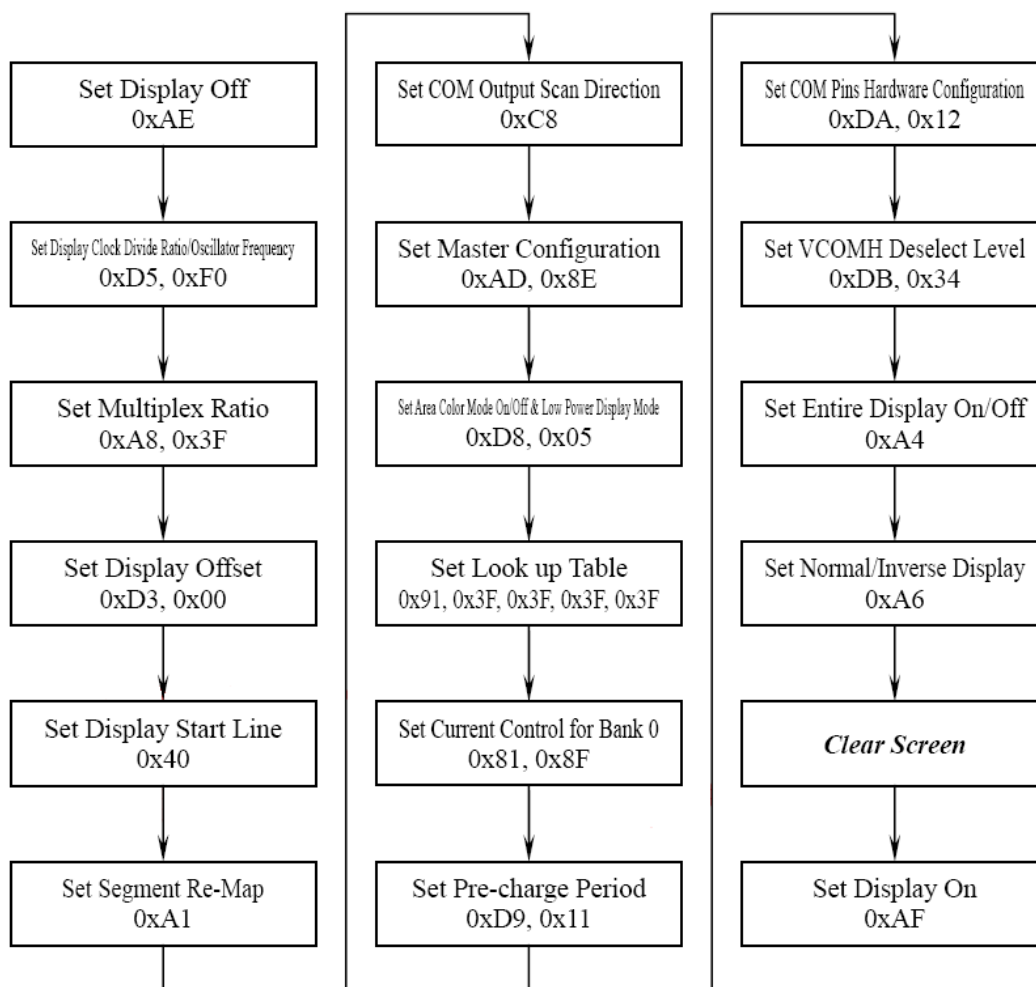 Set Display Off
0xAE
Set Display Clock Divide Ratio/Oscillator Frequency
0xD5, 0xF0
Set Multiplex Ratio
0xA8, 0x3F
Set Display Offset
0xD3, 0x00
Set Display Start Line
0x40
Set Segment Re-Map
0xA1
Set COM Output Scan Direction
0xC8
Set Master Configuration
0xAD, 0x8E
Set Area Color Mode On/Off & Low Power Display Mode
0xD8, 0x05
Set Look up Table
0x91, 0x3F, 0x3F, 0x3F, 0x3F
Set Current Control for Bank 0
0x81, 0x8F
Set Pre-charge Period
0xD9, 0x11
Set COM Pins Hardware Configuration
0xDA, 0x12
Set VCOMH Deselect Level
0xDB, 0x34
Set Entire Display On/Off
0xA4
Set Normal/Inverse Display
0xA6
Clear Screen
Set Display On
0xAF